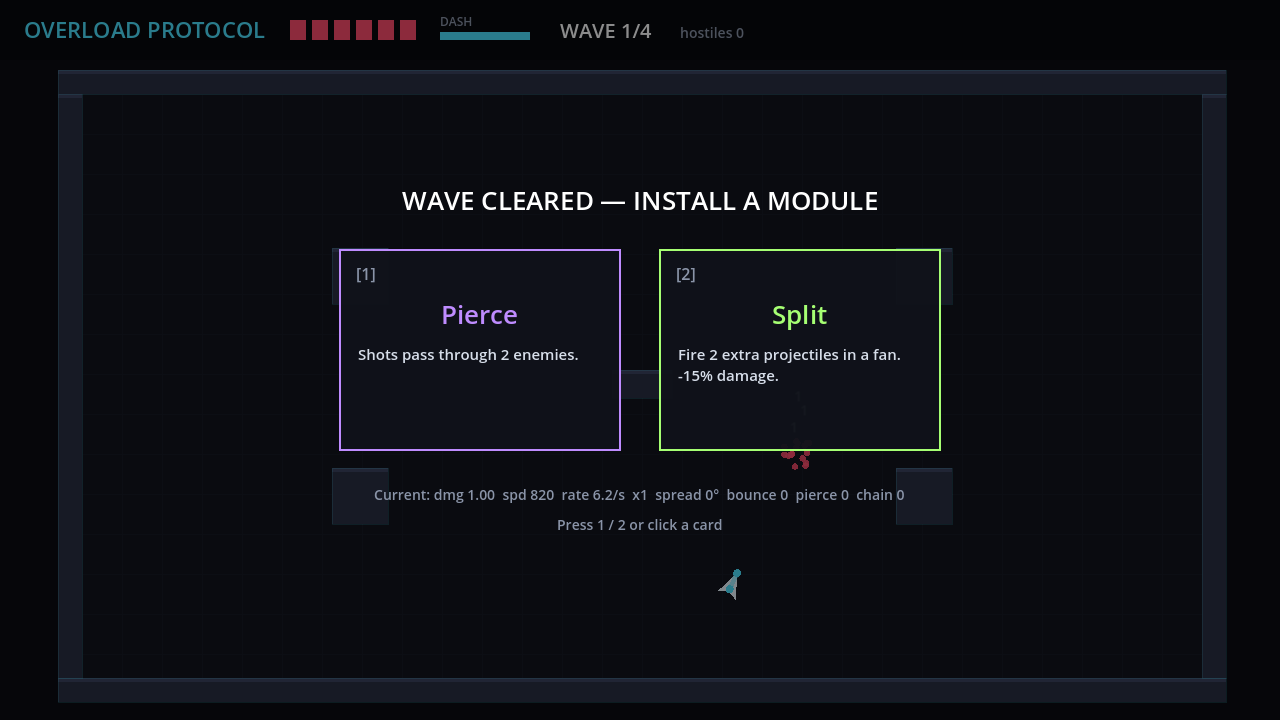 OVERLOAD PROTOCOL
DASH
WAVE 1/4
hostiles 0
WAVE CLEARED — INSTALL A MODULE
[1]
Pierce
Shots pass through 2 enemies.
[2]
Split
Fire 2 extra projectiles in a fan.
-15% damage.
Current: dmg 1.00 spd 820 rate 6.2/s x1 spread 0° bounce 0 pierce 0 chain 0
Press 1 / 2 or click a card